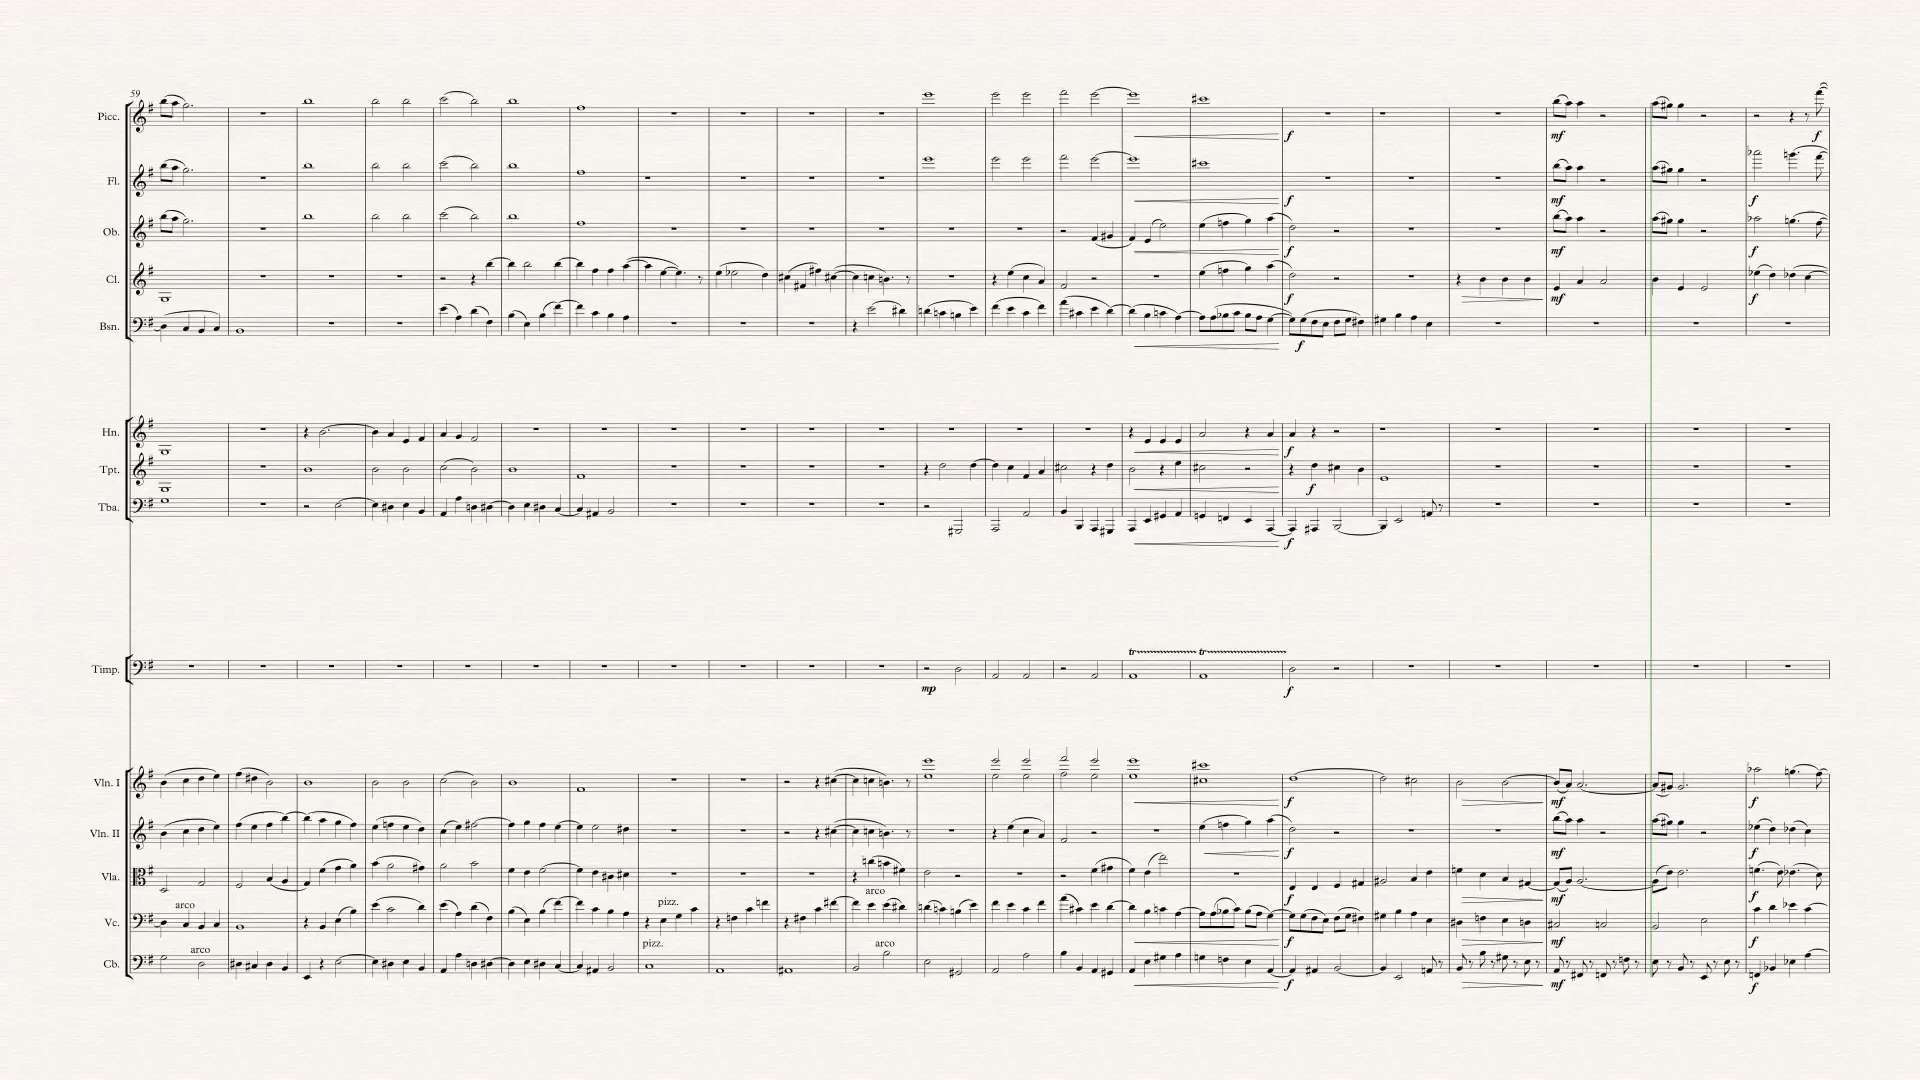 59
Picc.
f
mf
f
Fl.
f
mf
f
Ob.
f
mf
f
Cl.
f
mf
f
Bsn.
f
Hn.
f
Tpt.
f
Tba.
f
tr tr
Timp.
mp
f
Vln. I
f
mf
f
Vln. II
f
mf
f
Vla.
f
f
arco
arco pizz.
Vc.
f
mf
f
arco pizz. arco
Cb.
f
mf
f